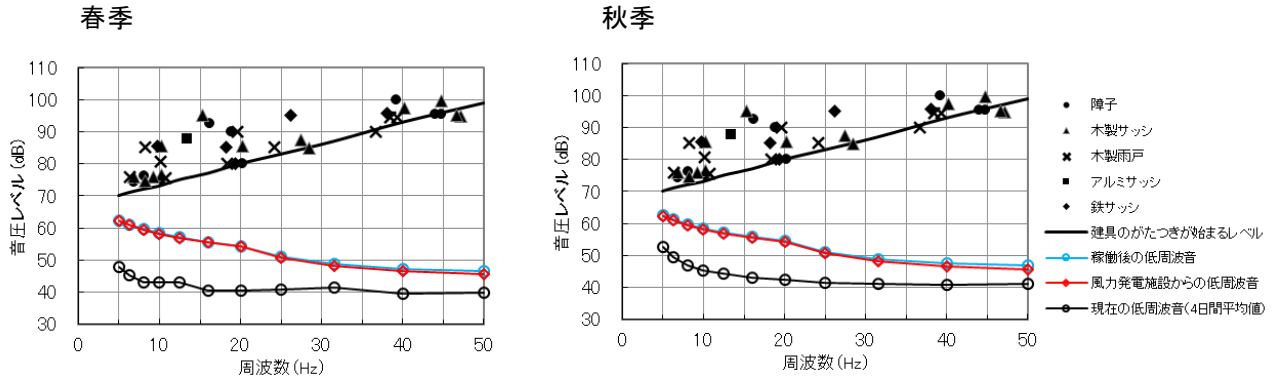 春季
秋季
110
100
90
80
70
60
50
40
30
音圧レベル(dB)
0
10
20
30
40
50
周波数(Hz)
110
100
90
80
70
60
50
40
30
音圧レベル(dB)
0
10
20
30
40
50
周波数(Hz)
障子
木製サッシ
木製雨戸
アルミサッシ
鉄サッシ
建具のがたつきが始まるレベル
稼働後の低周波音
風力発電施設からの低周波音
現在の低周波音(4日間平均値)